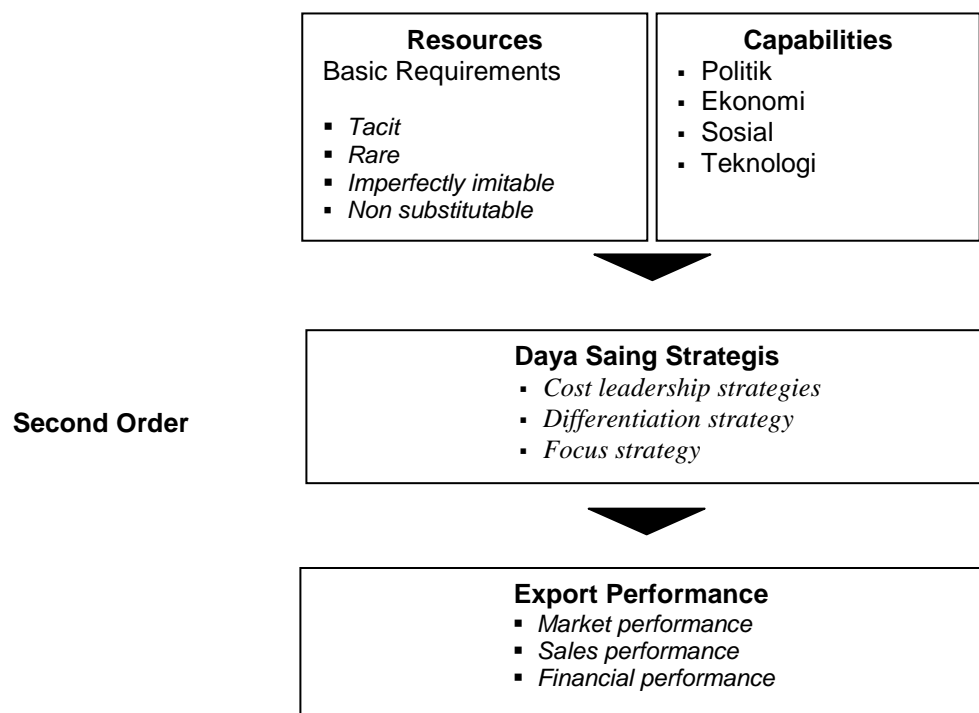 Resources
Basic Requirements
▪ Tacit
▪ Rare
▪ Imperfectly imitable
▪ Non substitutable
Capabilities
▪ Politik
▪ Ekonomi
▪ Sosial
▪ Teknologi
Second Order
Daya Saing Strategis
▪ Cost leadership strategies
▪ Differentiation strategy
▪ Focus strategy
Export Performance
▪ Market performance
▪ Sales performance
▪ Financial performance